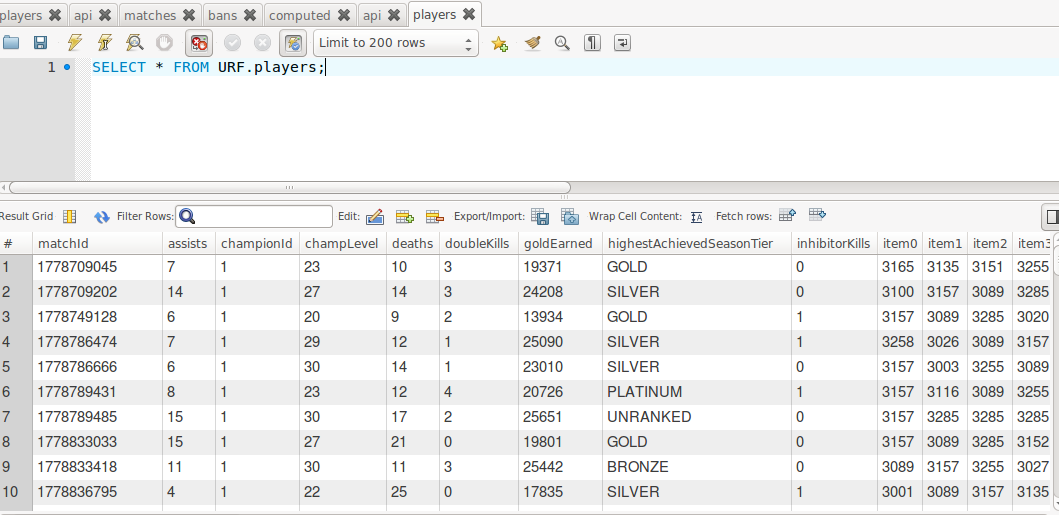 players api matches bans computed api players
Limit to 200 rows
1 SELECT * FROM URF.players;
Result Grid Filter Rows: Edit: Export/Import: Wrap Cell Content: Fetch rows:
# matchId assists championId champLevel deaths doubleKills goldEarned highestAchievedSeasonTier inhibitorKills item0 item1 item2 item3
1 1778709045 7 1 23 10 3 19371 GOLD 0 3165 3135 3151 3255
2 1778709202 14 1 27 14 3 24208 SILVER 0 3100 3157 3089 3285
3 1778749128 6 1 20 9 2 13934 GOLD 1 3157 3089 3285 3020
4 1778786474 7 1 29 12 1 25090 SILVER 1 3258 3026 3089 3157
5 1778786666 6 1 30 14 1 23010 SILVER 0 3157 3003 3255 3089
6 1778789431 8 1 23 12 4 20726 PLATINUM 1 3157 3116 3089 3255
7 1778789485 15 1 30 17 2 25651 UNRANKED 0 3157 3285 3285 3285
8 1778833033 15 1 27 21 0 19801 GOLD 0 3157 3089 3285 3152
9 1778833418 11 1 30 11 3 25442 BRONZE 0 3089 3157 3255 3027
10 1778836795 4 1 22 25 0 17835 SILVER 1 3001 3089 3157 3135